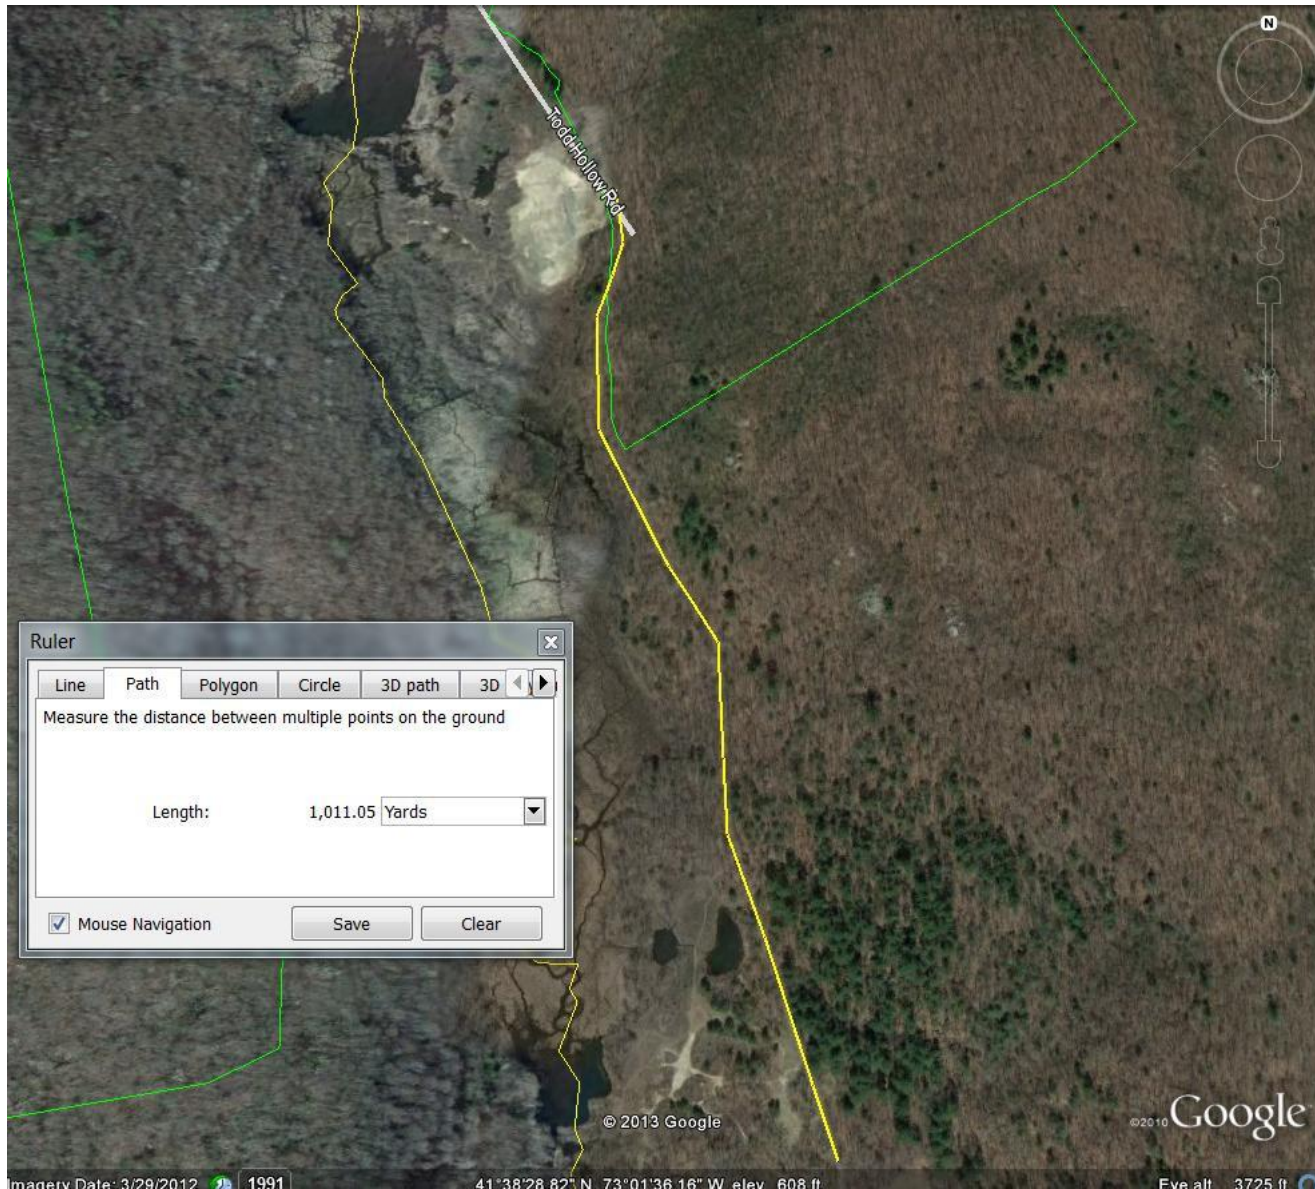 N
Todd Hollow Rd
Ruler
Line Path Polygon Circle 3D path 3D
Measure the distance between multiple points on the ground
Length: 1,011.05 Yards
Mouse Navigation Save Clear
© 2013 Google
©2010 Google
Imagery Date: 3/29/2012 1991 41°38'28.82" N 73°01'36.16" W elev 608 ft Eye alt 3725 ft